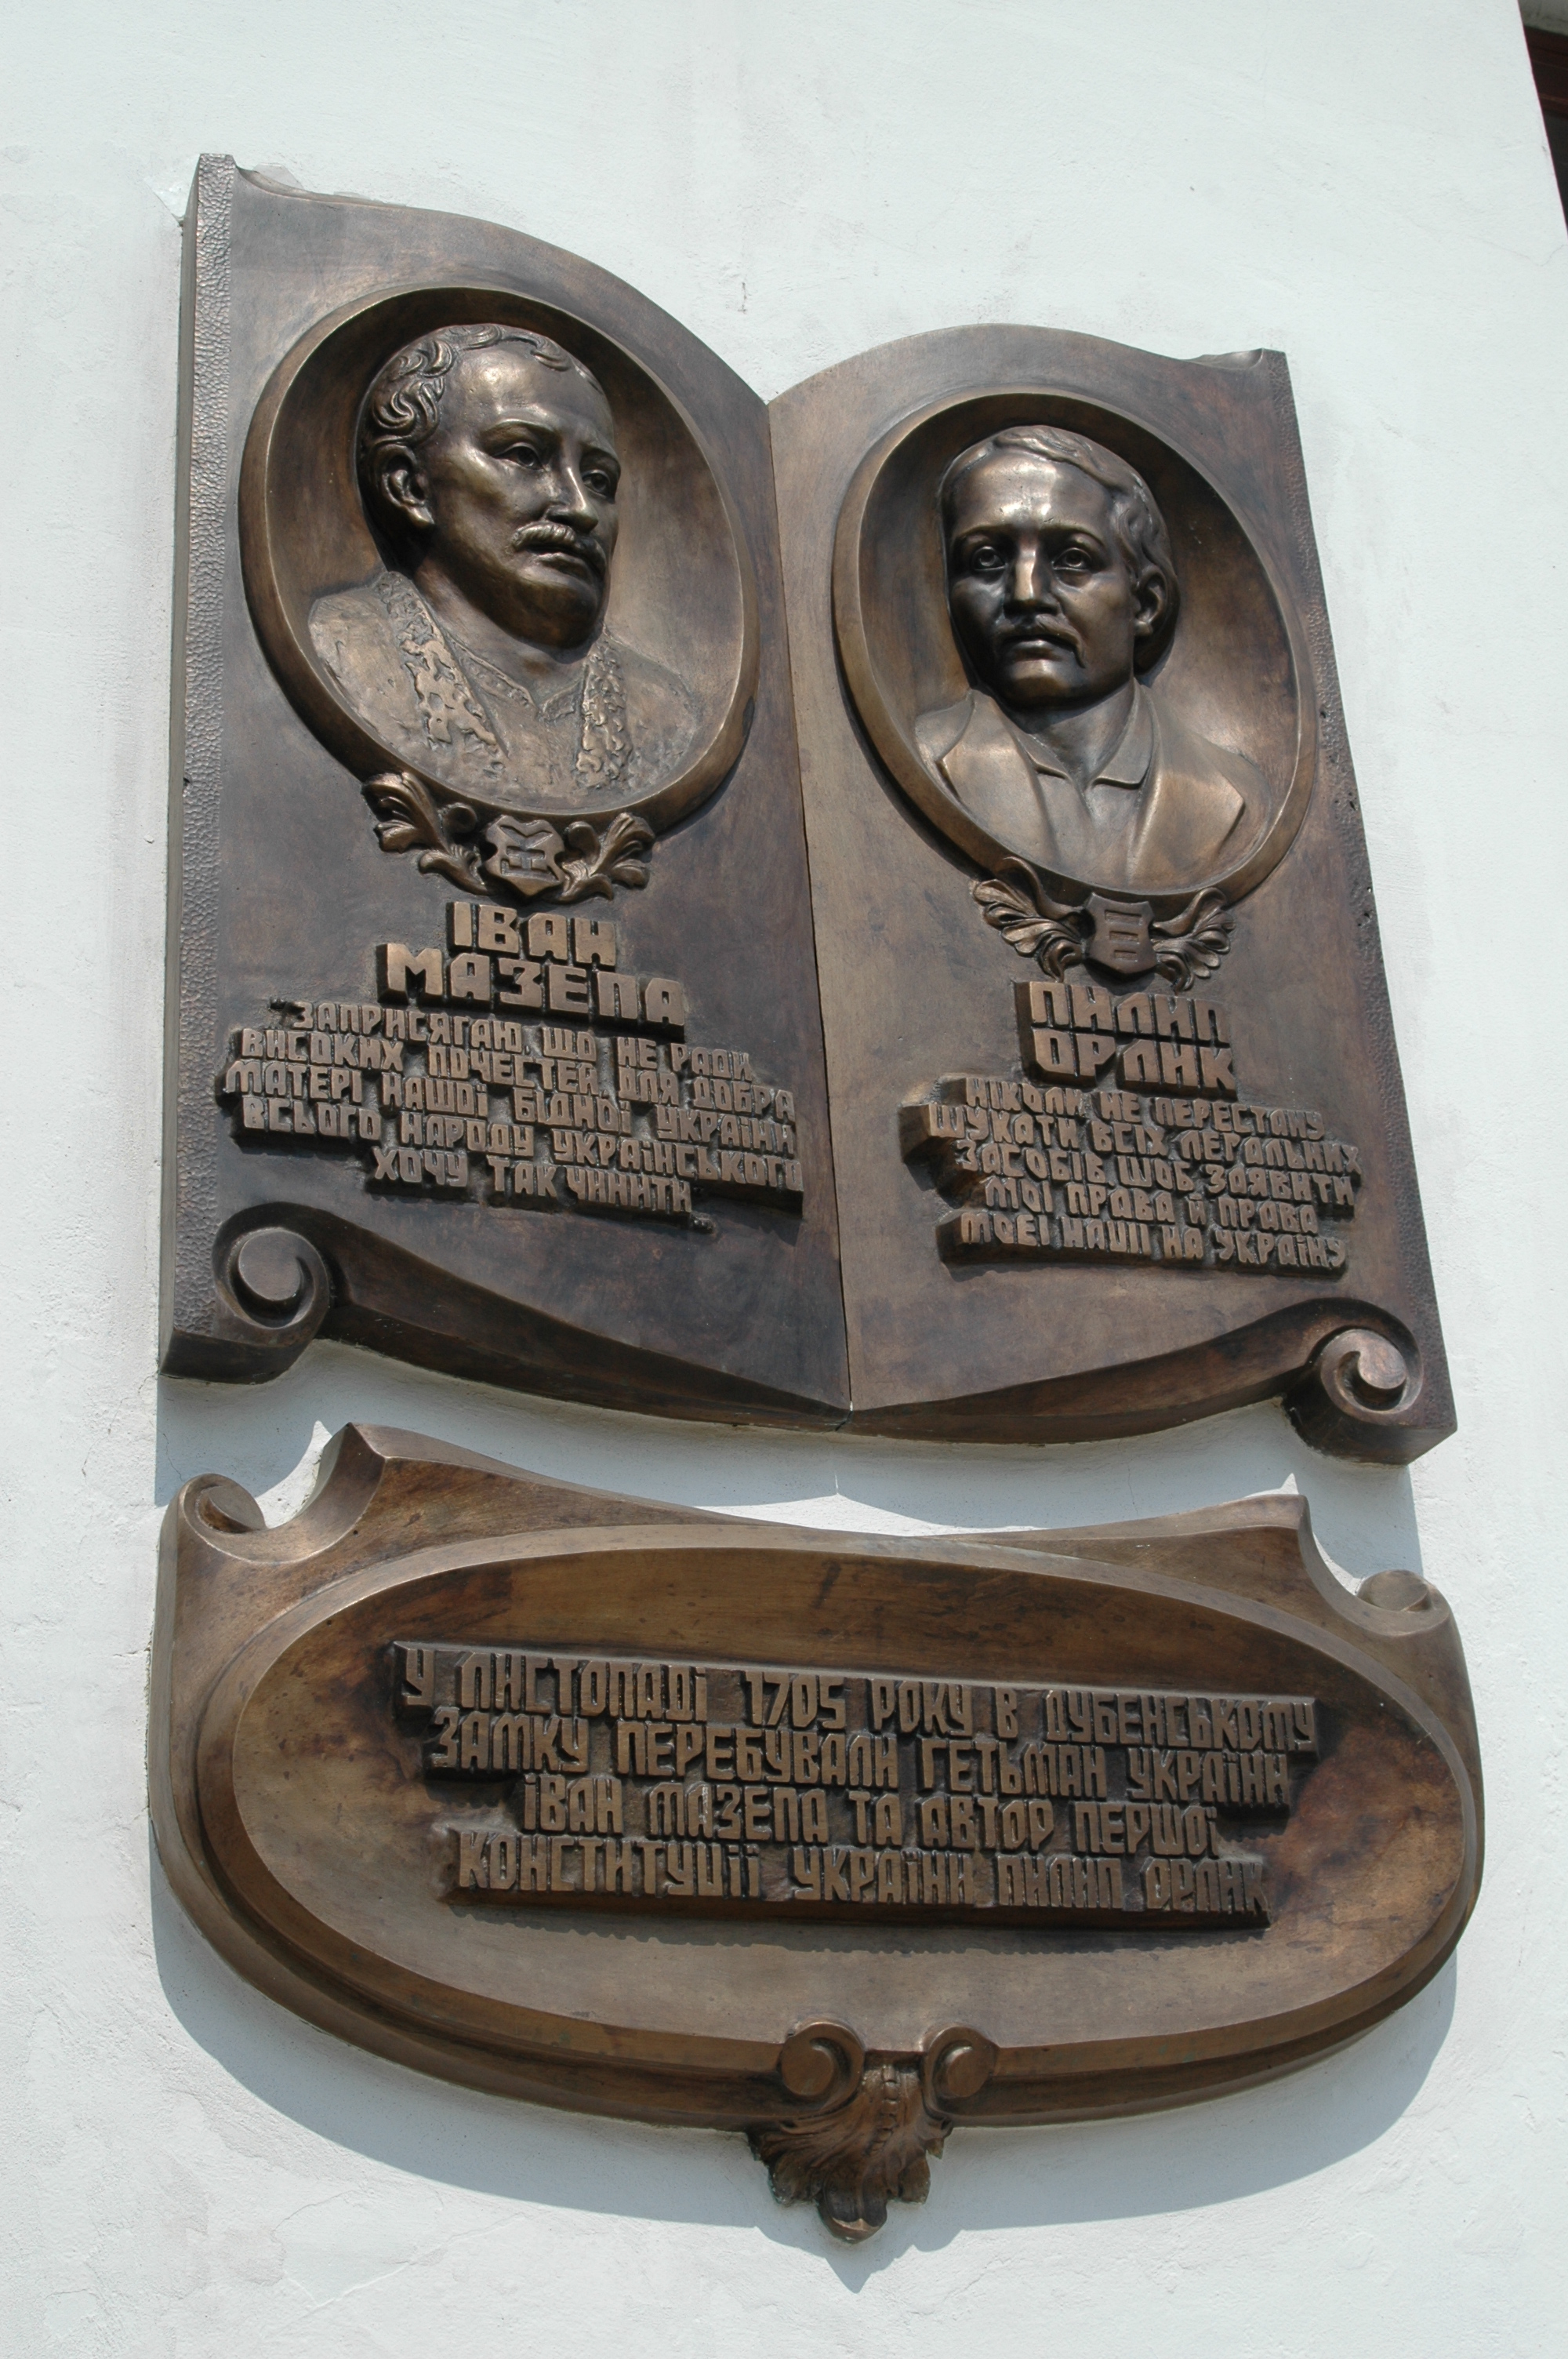 ІВАН
МАЗЕПА
ЗАПРИСЯГАЮ, ЩО НЕ РАДИ
ВИСОКИХ ПОЧЕСТЕЙ, ДЛЯ ДОБРА
МАТЕРІ НАШОЇ БІДНОЇ УКРАЇНИ
ВСЬОГО НАРОДУ УКРАЇНСЬКОГО
ХОЧУ ТАК ЧИНИТИ
ПИЛИП
ОРЛИК
НІКОЛИ НЕ ПЕРЕСТАНУ
ШУКАТИ ВСІХ ЛЕГАЛЬНИХ
ЗАСОБІВ ЩОБ ЗАЯВИТИ
МОЇ ПРАВА Й ПРАВА
МОЄЇ НАЦІЇ НА УКРАЇНУ
У ЛИСТОПАДІ 1705 РОКУ В ДУБЕНСЬКОМУ
ЗАМКУ ПЕРЕБУВАЛИ ГЕТЬМАН УКРАЇНИ
ІВАН МАЗЕПА ТА АВТОР ПЕРШОЇ
КОНСТИТУЦІЇ УКРАЇНИ ПИЛИП ОРЛИК